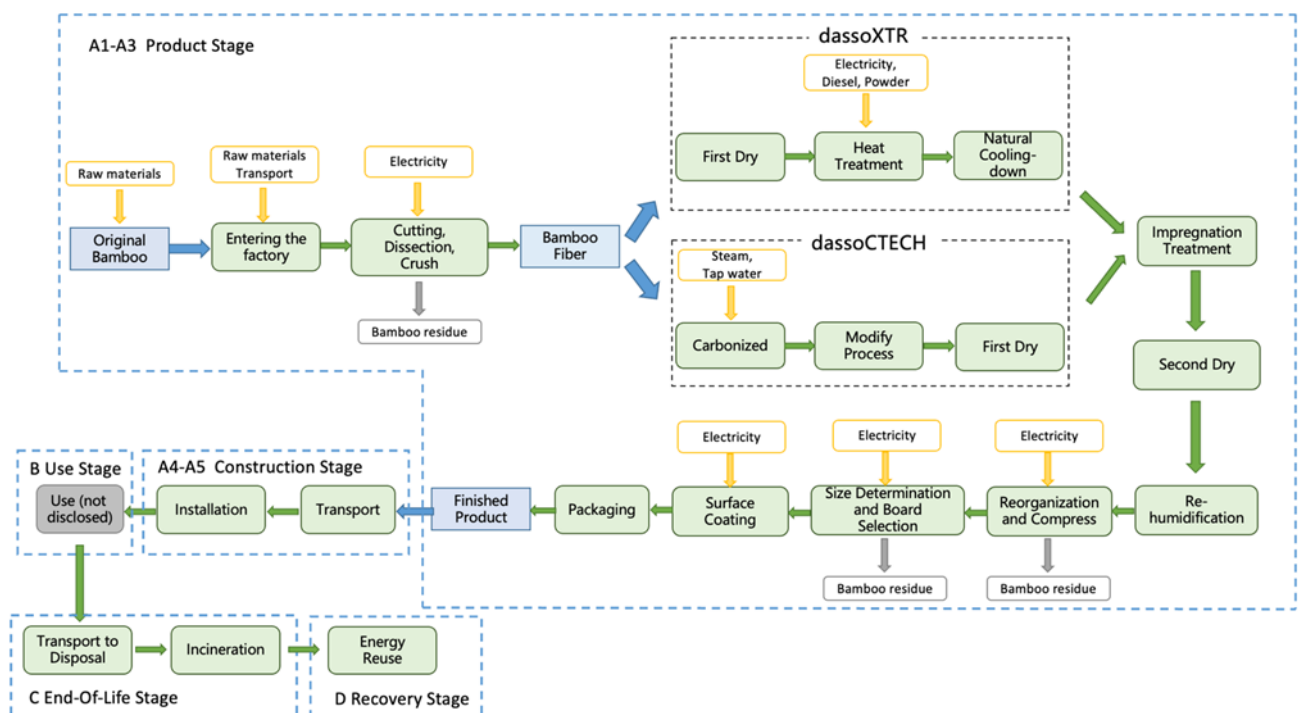 A1-A3 Product Stage
dassoXTR
Electricity,
Diesel, Powder
First Dry
Heat
Treatment
Natural
Cooling-
down
Raw materials
Raw materials
Transport
Electricity
Original
Bamboo
Entering the
factory
Cutting,
Dissection,
Crush
Bamboo
Fiber
Bamboo residue
dassoCTECH
Steam,
Tap water
Carbonized
Modify
Process
First Dry
Impregnation
Treatment
Second Dry
Re-
humidification
Electricity
Reorganization
and Compress
Bamboo residue
Electricity
Size Determination
and Board
Selection
Bamboo residue
Electricity
Surface
Coating
Packaging
Finished
Product
A4-A5 Construction Stage
Transport
Installation
B Use Stage
Use (not
disclosed)
Transport to
Disposal
Incineration
C End-Of-Life Stage
Energy
Reuse
D Recovery Stage